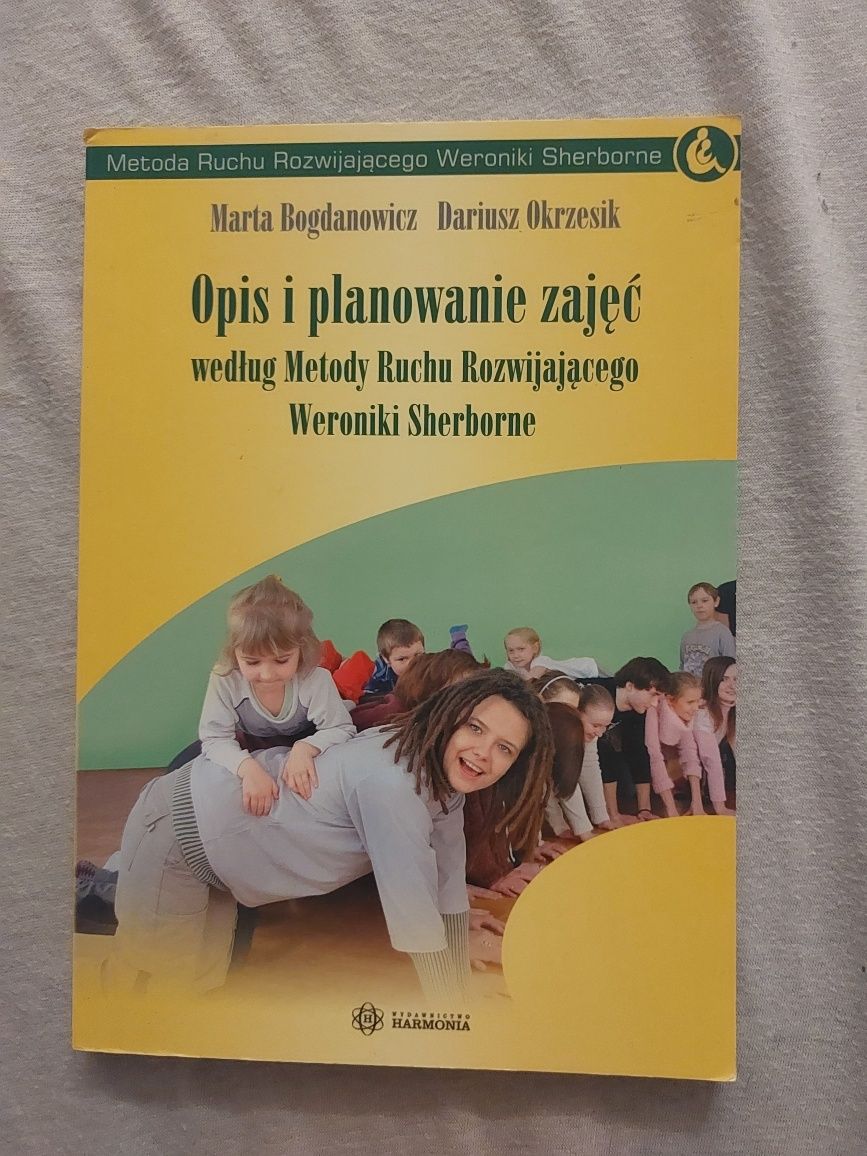 Metoda Ruchu Rozwijającego Weroniki Sherborne
Marta Bogdanowicz Dariusz Okrzesik
Opis i planowanie zajęć
według Metody Ruchu Rozwijającego
Weroniki Sherborne
WYDAWNICTWO
HARMONIA